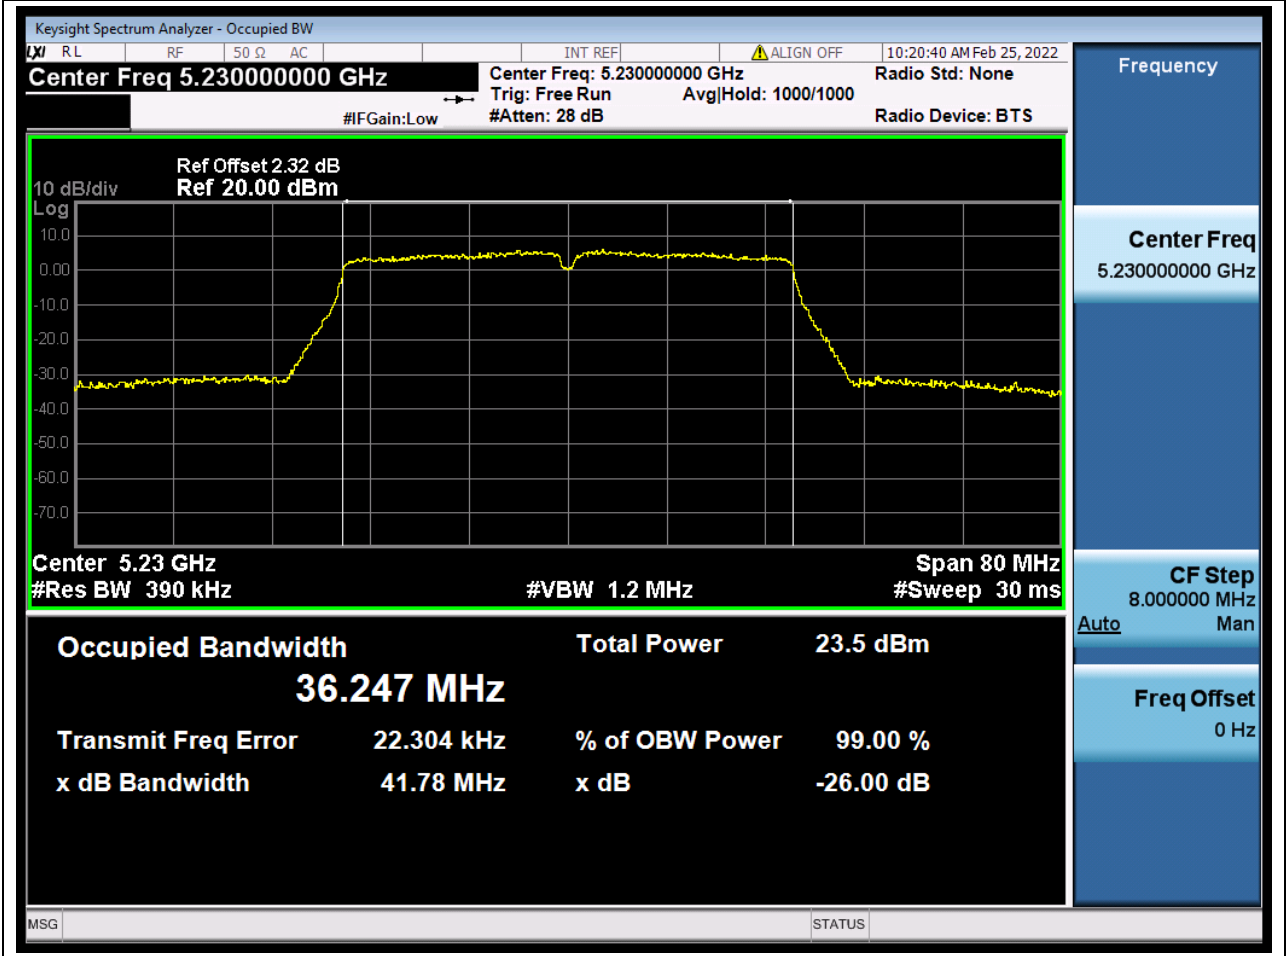 Keysight Spectrum Analyzer - Occupied BW
LXI RL RF 50 Ω AC INT REF ALIGN OFF 10:20:40 AM Feb 25, 2022
Center Freq 5.230000000 GHz
Center Freq: 5.230000000 GHz
Radio Std: None
Trig: Free Run Avg|Hold: 1000/1000
#IFGain:Low
#Atten: 28 dB
Radio Device: BTS
Ref Offset 2.32 dB
10 dB/div Ref 20.00 dBm
Log
10.0
0.00
-10.0
-20.0
-30.0
-40.0
-50.0
-60.0
-70.0
Center 5.23 GHz Span 80 MHz
#Res BW 390 kHz #VBW 1.2 MHz #Sweep 30 ms
Occupied Bandwidth Total Power 23.5 dBm
36.247 MHz
Transmit Freq Error 22.304 kHz % of OBW Power 99.00 %
x dB Bandwidth 41.78 MHz x dB -26.00 dB
MSG STATUS
Frequency
Center Freq
5.230000000 GHz
CF Step
8.000000 MHz
Auto Man
Freq Offset
0 Hz